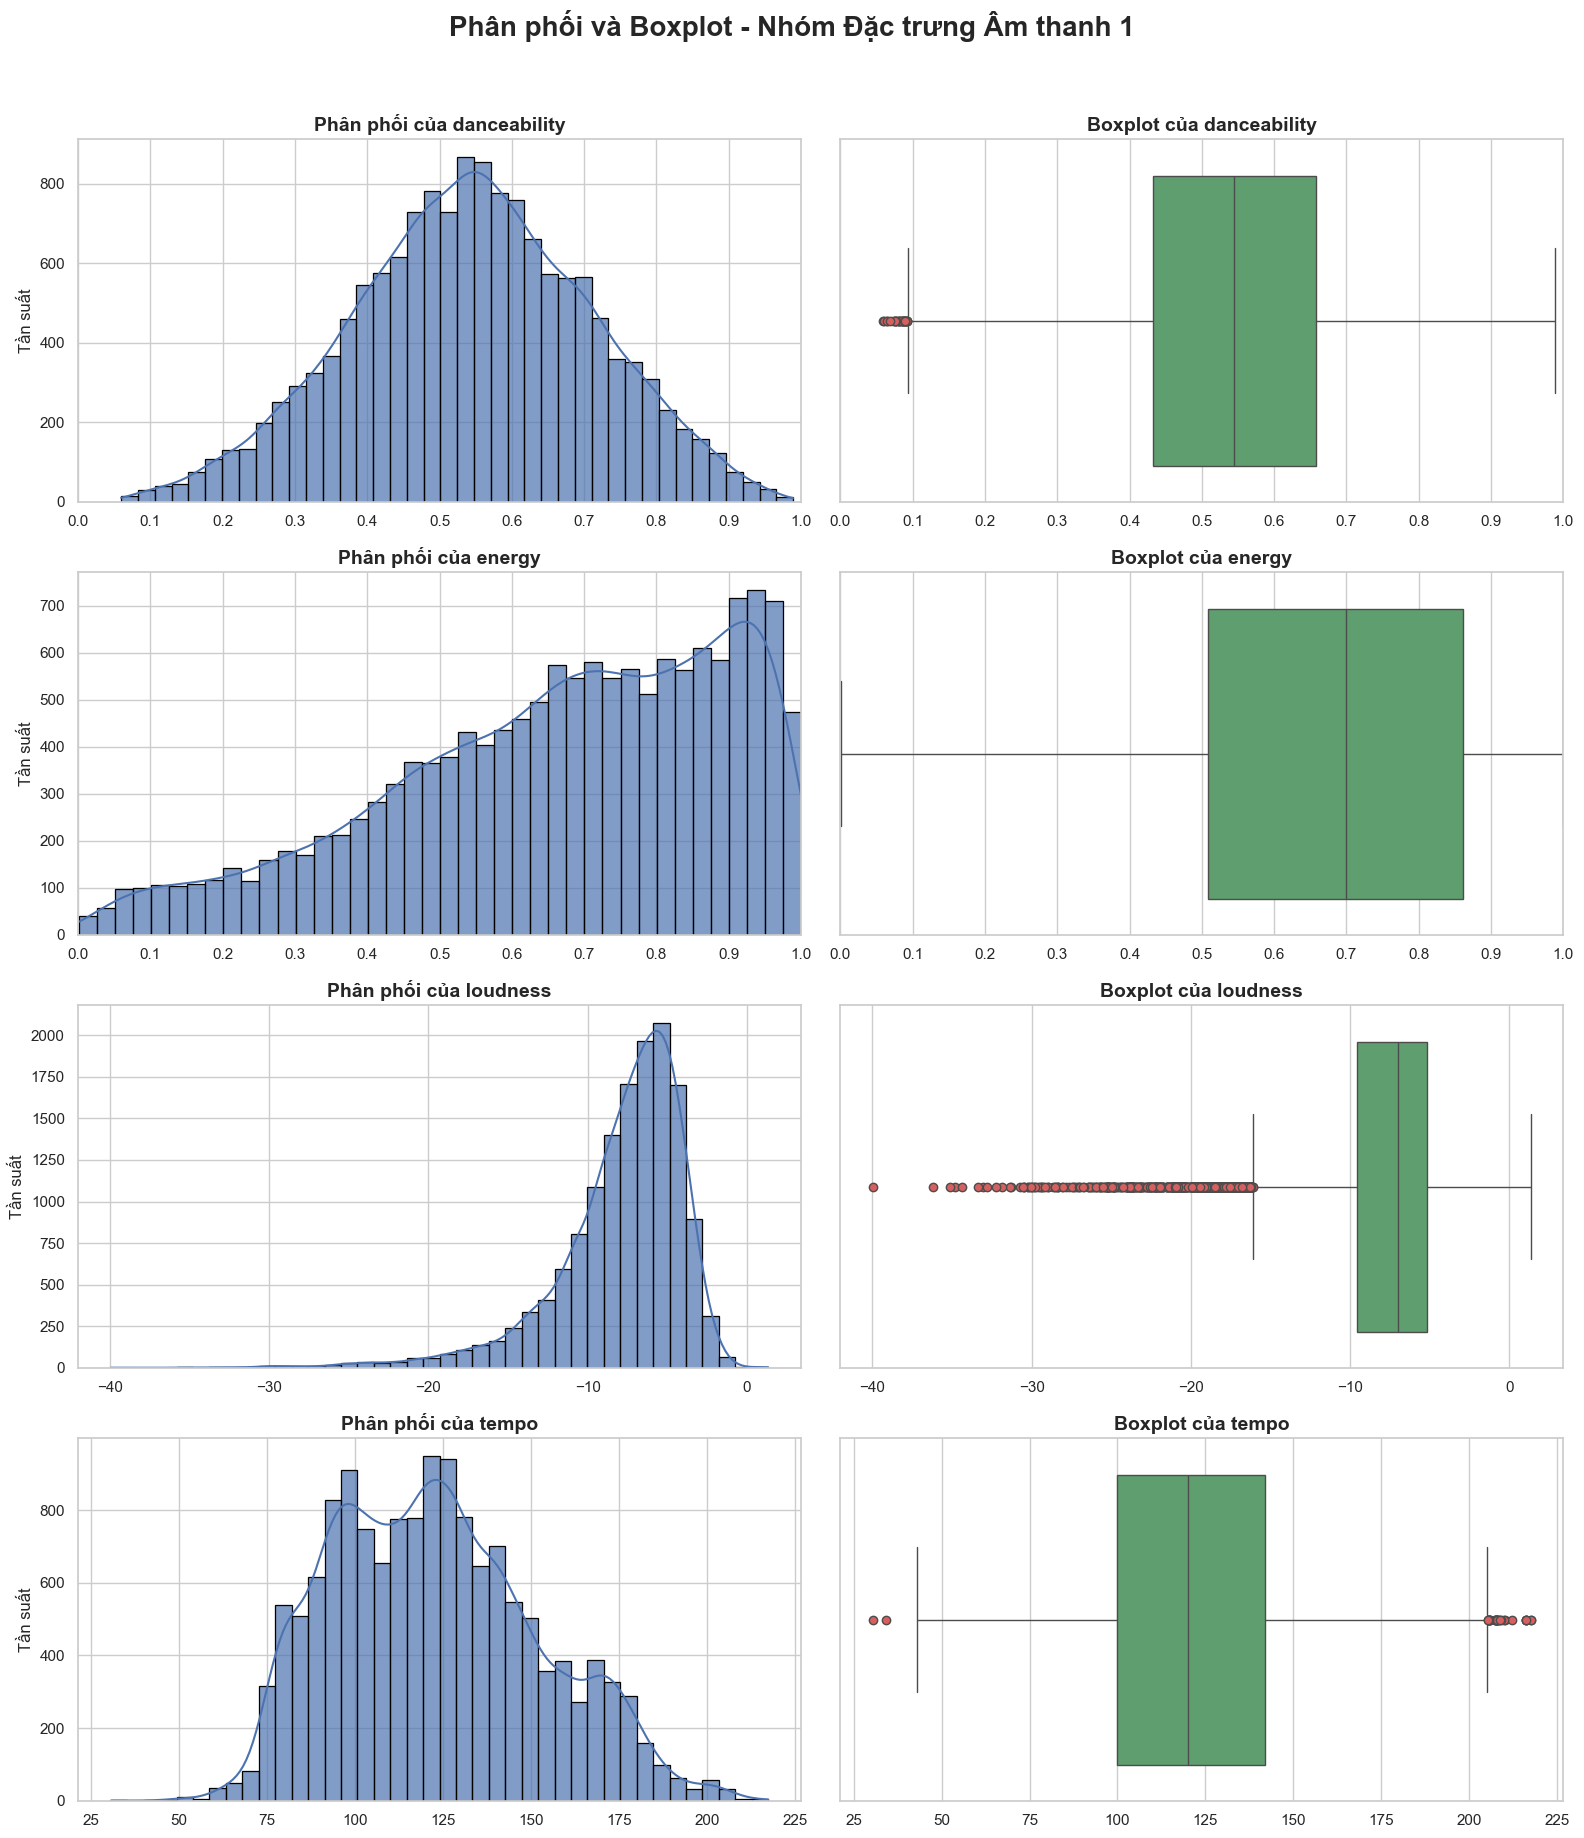 Phân phối và Boxplot - Nhóm Đặc trưng Âm thanh 1
Phân phối của danceability
Tần suất
800
600
400
200
0
0.0 0.1 0.2 0.3 0.4 0.5 0.6 0.7 0.8 0.9 1.0
Boxplot của danceability
0.0 0.1 0.2 0.3 0.4 0.5 0.6 0.7 0.8 0.9 1.0
Phân phối của energy
Tần suất
700
600
500
400
300
200
100
0
0.0 0.1 0.2 0.3 0.4 0.5 0.6 0.7 0.8 0.9 1.0
Boxplot của energy
0.0 0.1 0.2 0.3 0.4 0.5 0.6 0.7 0.8 0.9 1.0
Phân phối của loudness
Tần suất
2000
1750
1500
1250
1000
750
500
250
0
−40 −30 −20 −10 0
Boxplot của loudness
−40 −30 −20 −10 0
Phân phối của tempo
Tần suất
800
600
400
200
0
25 50 75 100 125 150 175 200 225
Boxplot của tempo
25 50 75 100 125 150 175 200 225